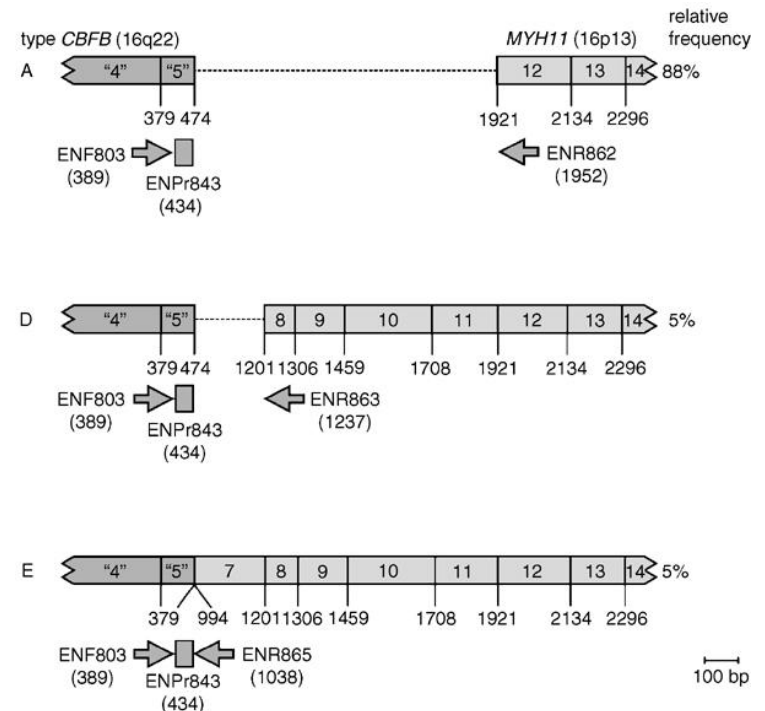 relative
type CBFB (16q22) MYH11 (16p13) frequency
A "4" "5" 12 13 14 88%
379 474 1921 2134 2296
ENF803 ENR862
(389) (1952)
ENPr843
(434)
D "4" "5" 8 9 10 11 12 13 14 5%
379 474 1201 1306 1459 1708 1921 2134 2296
ENF803 ENR863
(389) (1237)
ENPr843
(434)
E "4" "5" 7 8 9 10 11 12 13 14 5%
379 994 1201 1306 1459 1708 1921 2134 2296
ENF803 ENR865
(389) (1038)
ENPr843
(434)
100 bp